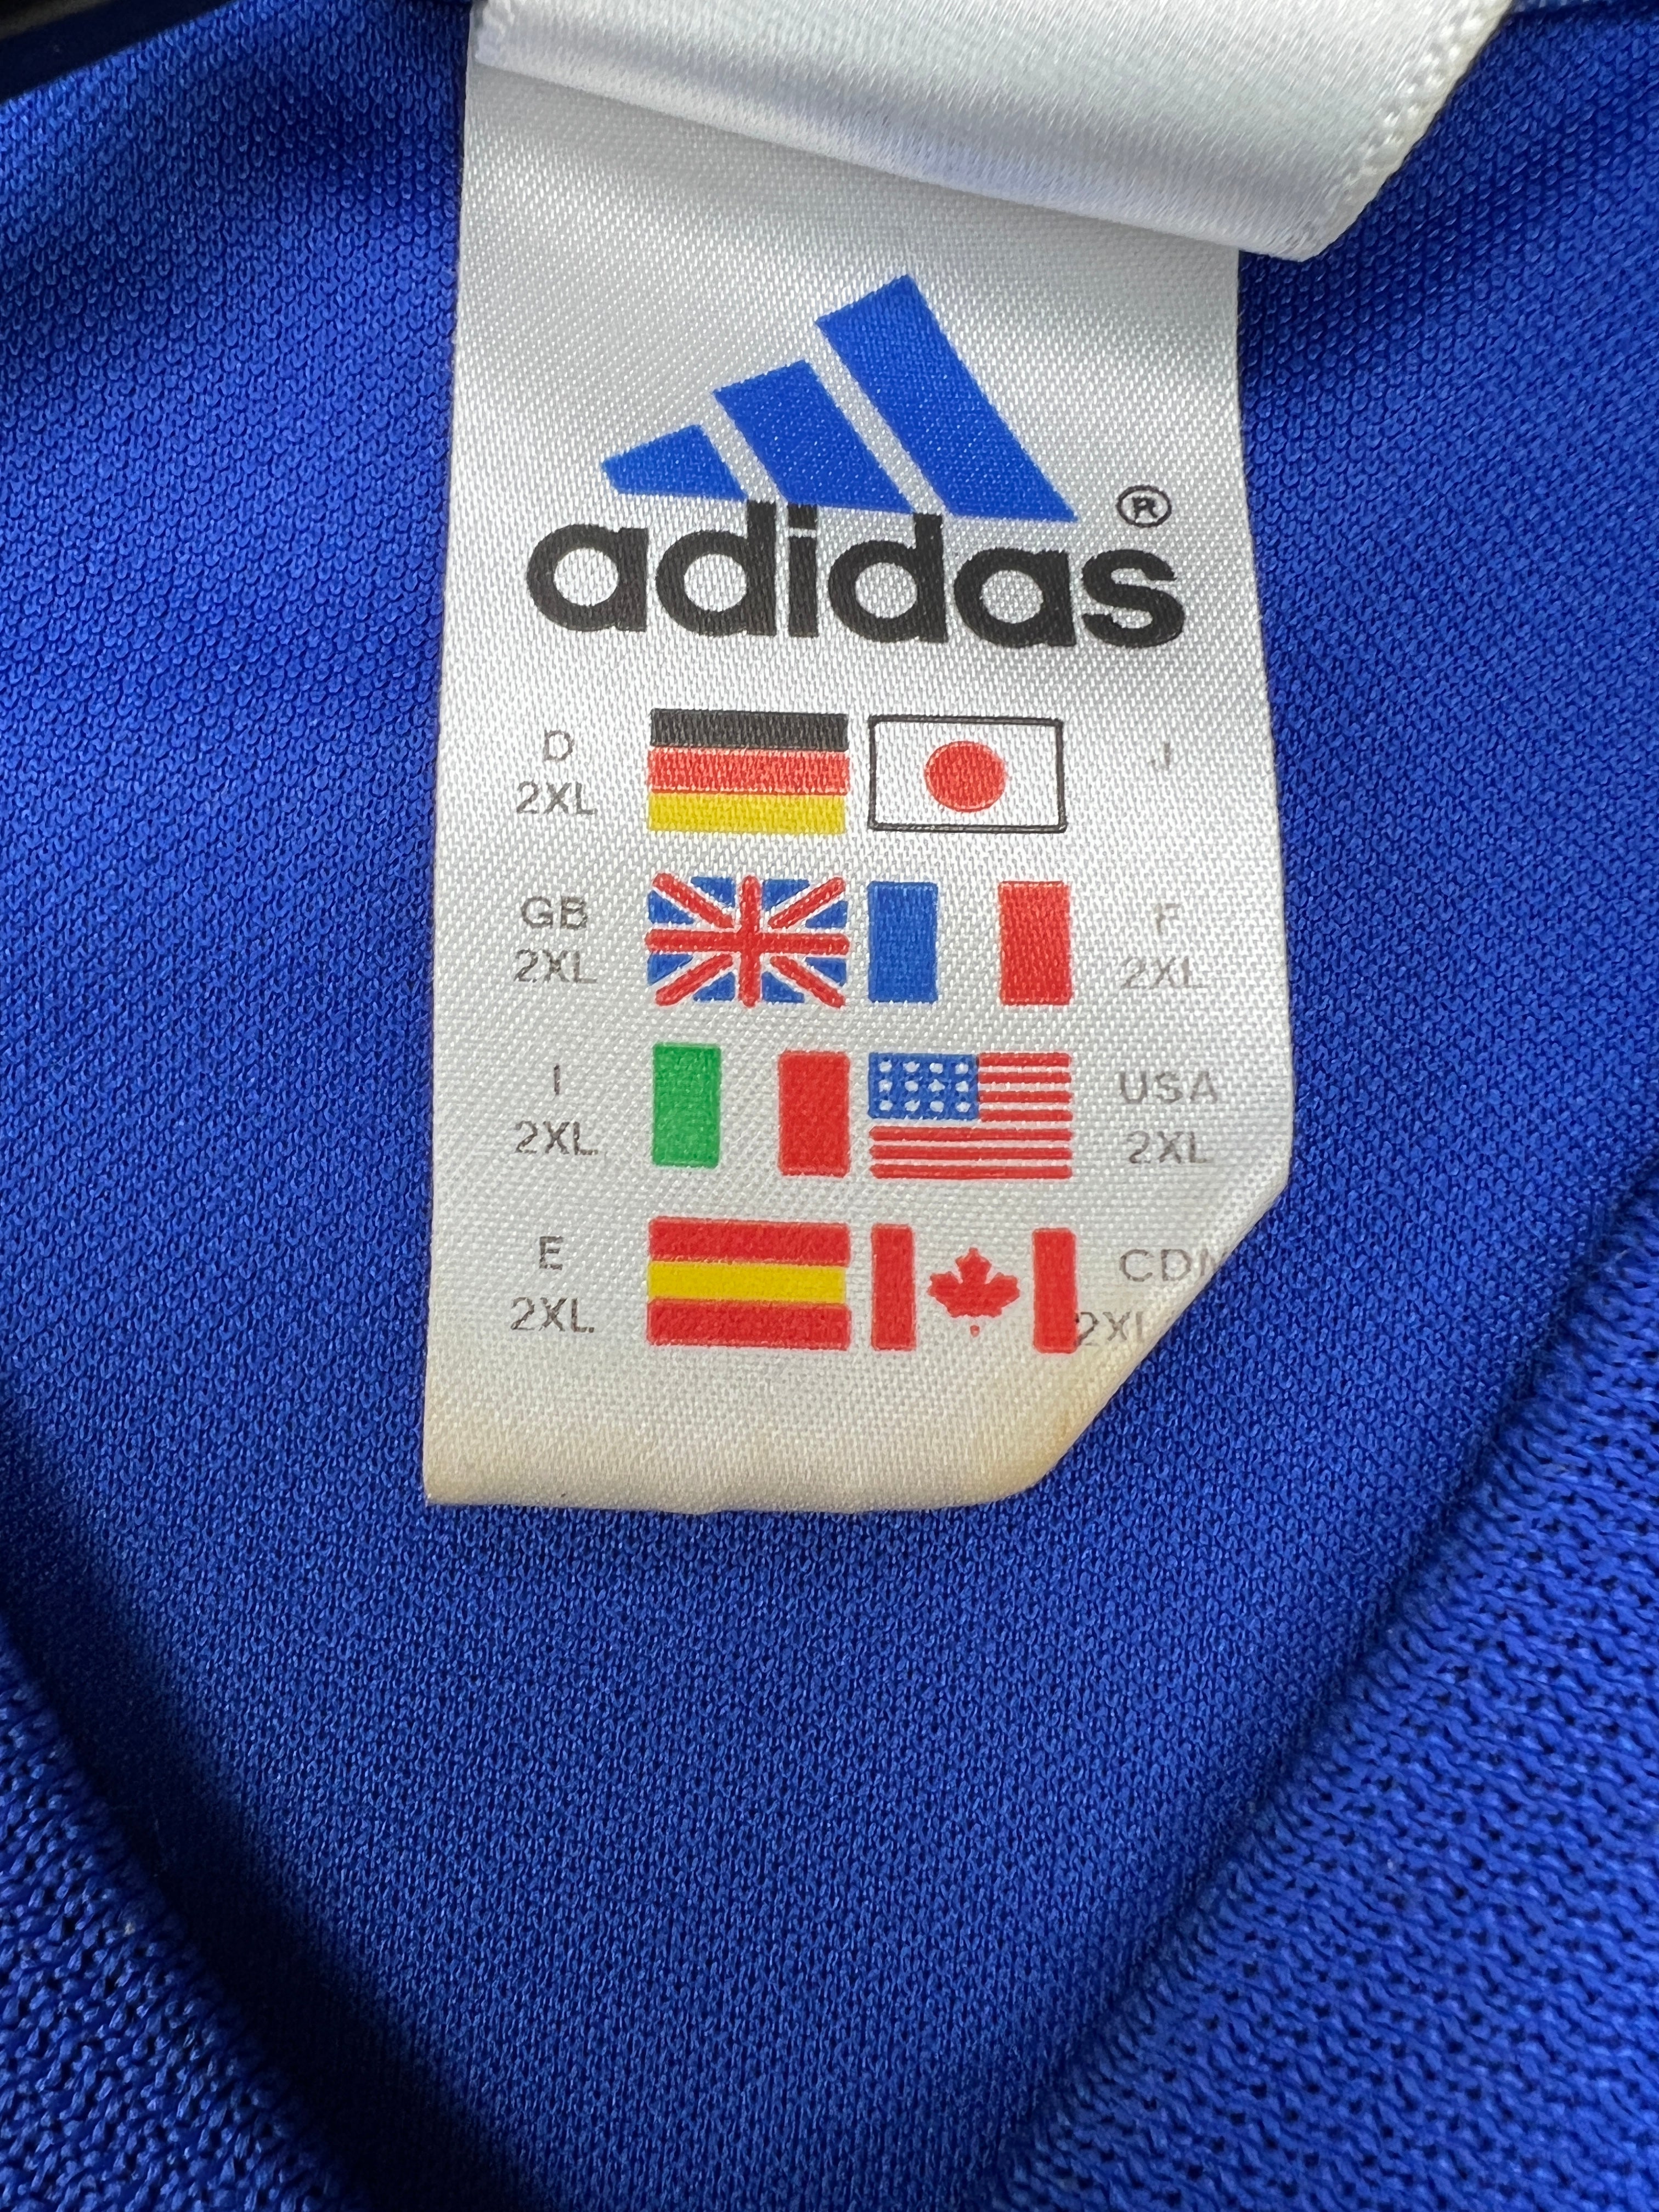 adidas ®
D J
2XL
GB F
2XL 2XL
I USA
2XL 2XL
E CDN
2XL 2XL